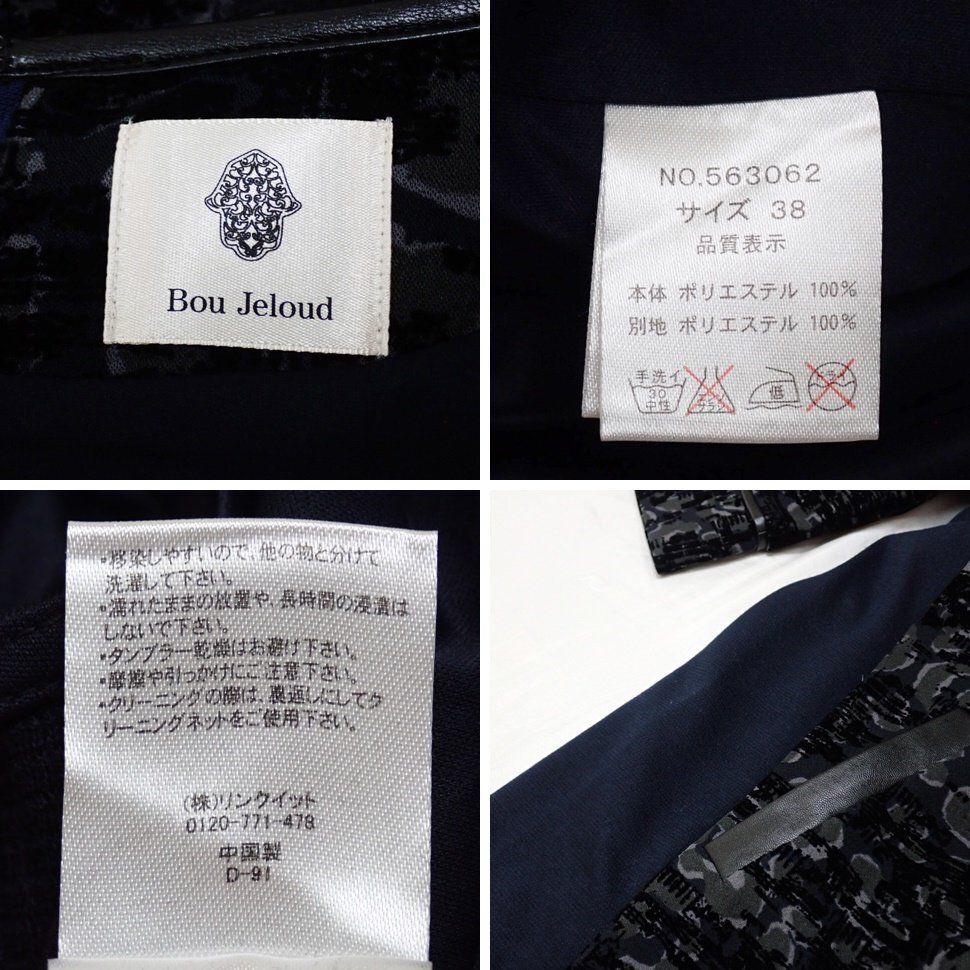 Bou Jeloud
NO.563062
サイズ 38
品質表示
本体 ポリエステル 100%
別地 ポリエステル 100%
手洗イ
30
中性
低
・移染しやすいので、他の物と分けて
洗濯して下さい。
・濡れたままの放置や、長時間の浸漬は
しないで下さい。
・タンブラー乾燥はお避け下さい。
・摩擦や引っかけにご注意下さい。
・クリーニングの際は、裏返しにしてク
リーニングネットをご使用下さい。
(株)リンクイット
0120-771-478
中国製
D-91